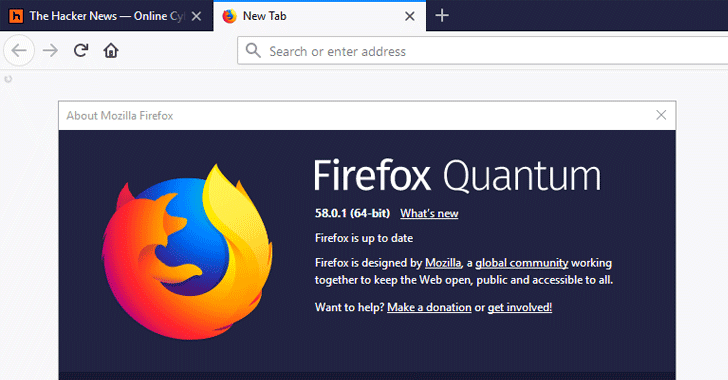 The Hacker News — Online Cy
New Tab
Search or enter address
About Mozilla Firefox
Firefox Quantum
58.0.1 (64-bit) What's new
Firefox is up to date
Firefox is designed by Mozilla, a global community working
together to keep the Web open, public and accessible to all.
Want to help? Make a donation or get involved!